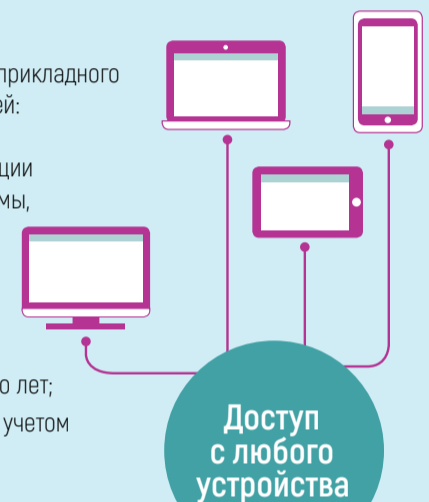 прикладного
ей:
ции
мы,
о лет;
учетом
Доступ
с любого
устройства